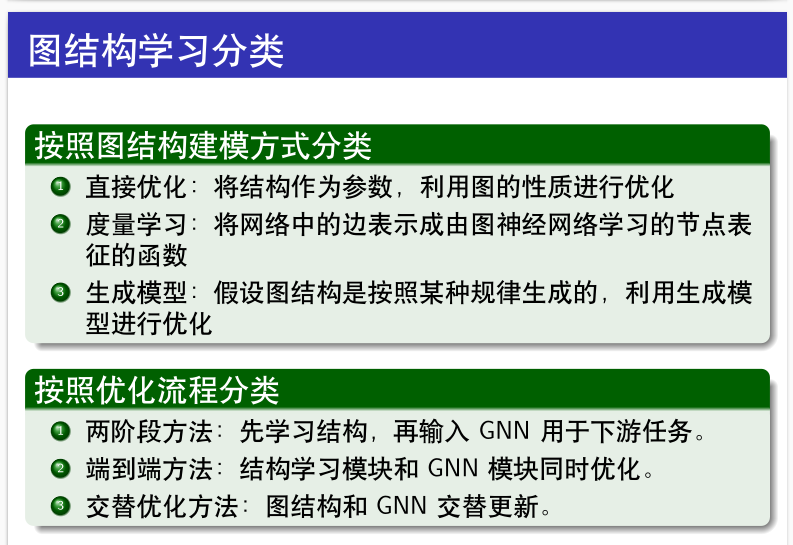 图结构学习分类
按照图结构建模方式分类
1 直接优化：将结构作为参数，利用图的性质进行优化
2 度量学习：将网络中的边表示成由图神经网络学习的节点表
征的函数
3 生成模型：假设图结构是按照某种规律生成的，利用生成模
型进行优化
按照优化流程分类
1 两阶段方法：先学习结构，再输入 GNN 用于下游任务。
2 端到端方法：结构学习模块和 GNN 模块同时优化。
3 交替优化方法：图结构和 GNN 交替更新。